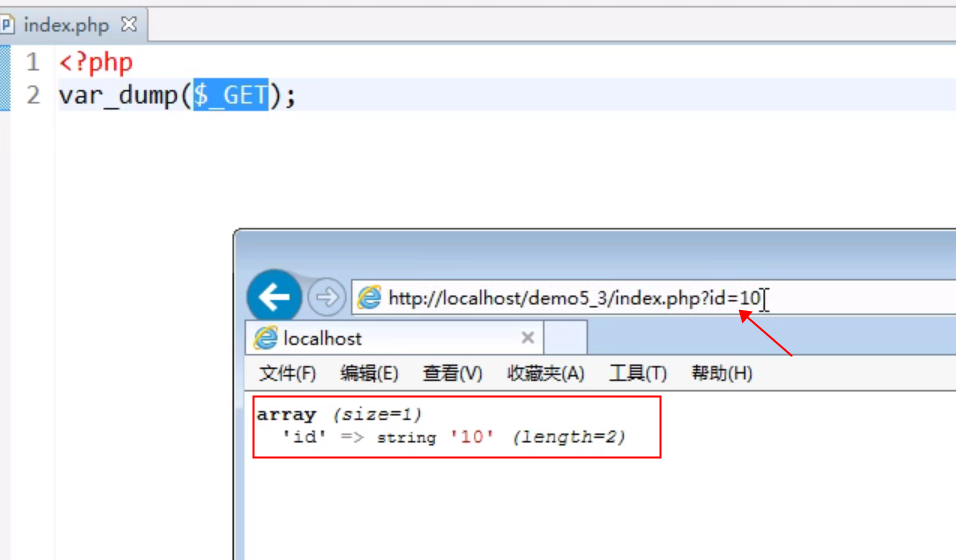 index.php
1 <?php
2 var_dump($_GET);
http://localhost/demo5_3/index.php?id=10
localhost
文件(F) 编辑(E) 查看(V) 收藏夹(A) 工具(T) 帮助(H)
array (size=1)
'id' => string '10' (length=2)